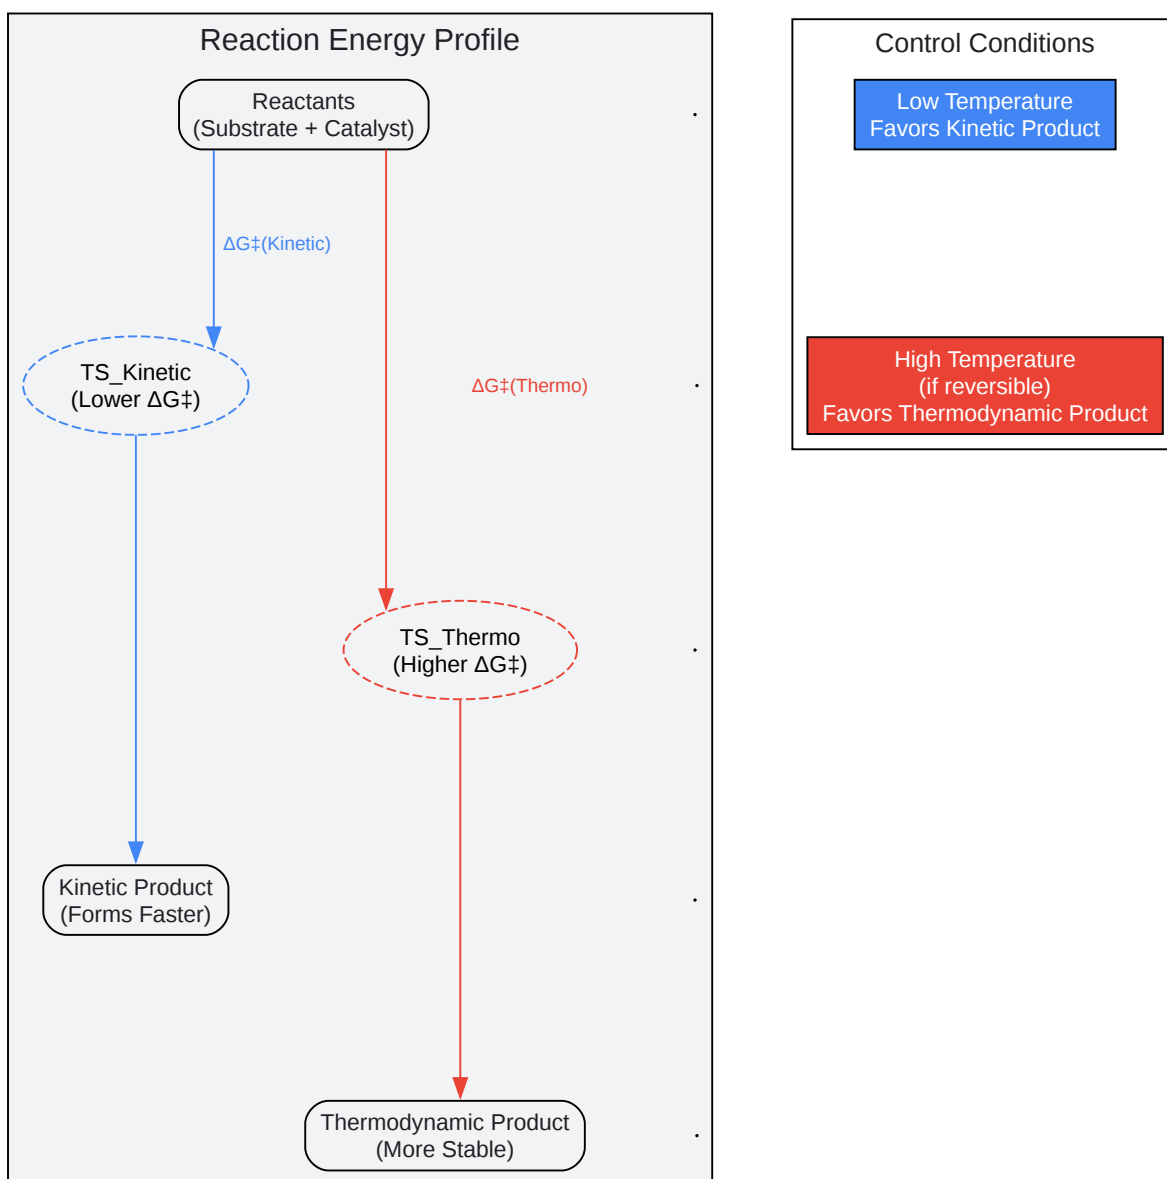 Reaction Energy Profile
Reactants
(Substrate + Catalyst)
ΔG‡(Kinetic)
TS_Kinetic
(Lower ΔG‡)
ΔG‡(Thermo)
TS_Thermo
(Higher ΔG‡)
Kinetic Product
(Forms Faster)
Thermodynamic Product
(More Stable)
Control Conditions
Low Temperature
Favors Kinetic Product
High Temperature
(if reversible)
Favors Thermodynamic Product